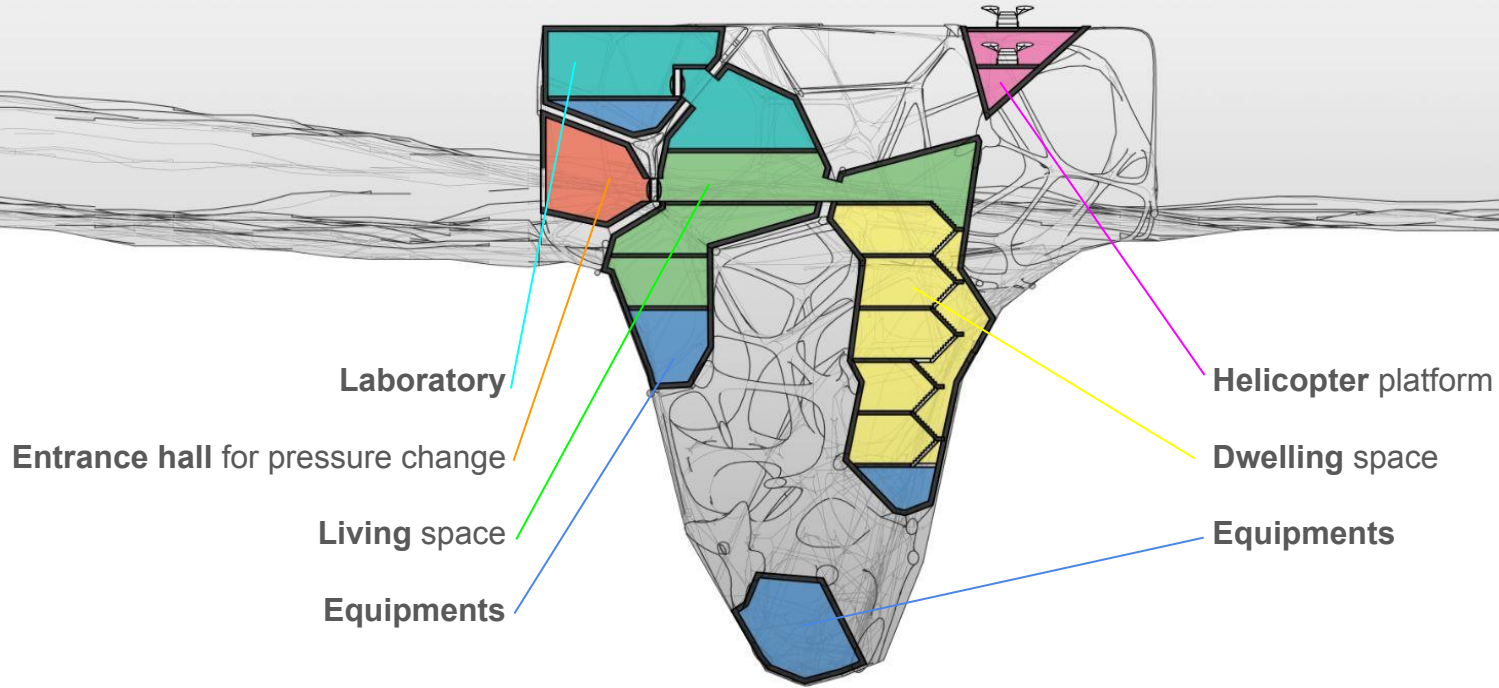 Laboratory
Entrance hall for pressure change
Living space
Equipments
Helicopter platform
Dwelling space
Equipments